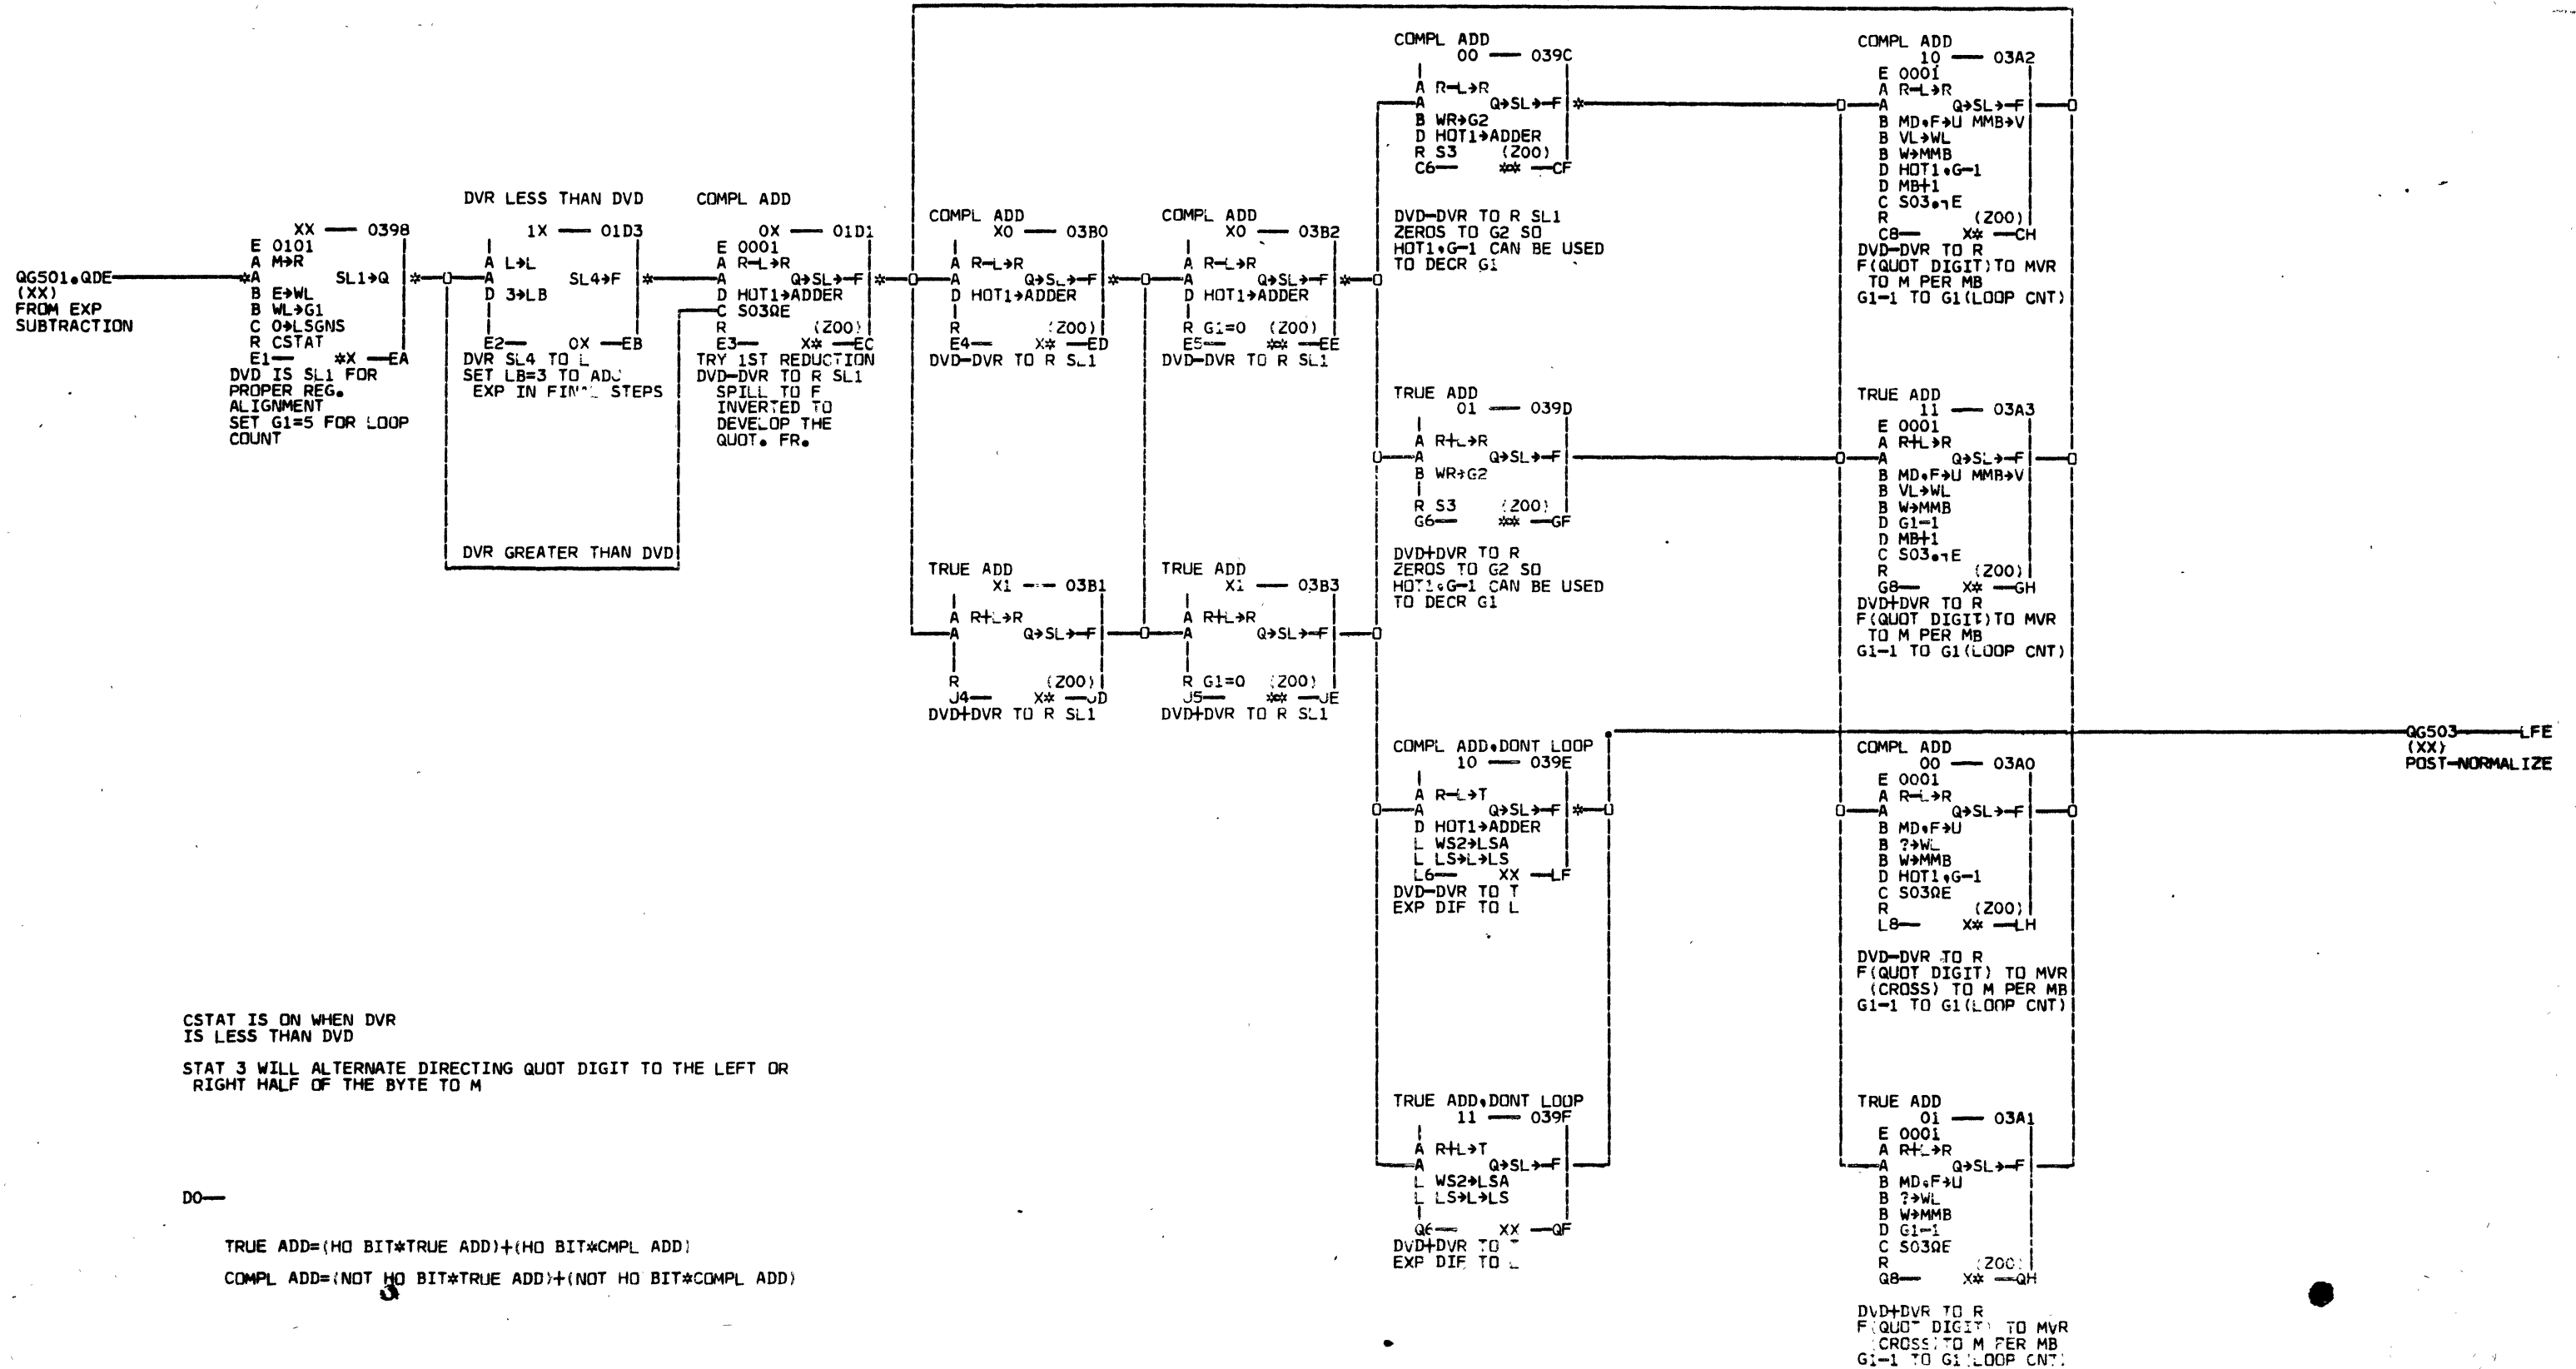 QG501.QDE
(XX)
FROM EXP
SUBTRACTION
XX — 0398
E 0101
A M→R
*A SL1→Q *
B E→WL
B WL→G1
C 0→LSGNS
R CSTAT
E1— *X —EA
DVD IS SL1 FOR
PROPER REG.
ALIGNMENT
SET G1=5 FOR LOOP
COUNT
DVR LESS THAN DVD
1X — 01D3
A L→L
A SL4→F *
D 3→LB
E2— 0X —EB
DVR SL4 TO L
SET LB=3 TO
EXP IN STEPS
DVR GREATER THAN DVD
COMPL ADD
0X — 01D1
E 0001
A R-L→R
A Q→SL→-F *
D HOT1→ADDER
C S03ΩE
R (Z00)
E3— X* —EC
TRY 1ST REDUCTION
DVD-DVR TO R SL1
SPILL TO F
INVERTED TO
DEVELOP THE
QUOT. FR.
COMPL ADD
X0 — 03B0
A R-L→R
A Q→SL→-F *
D HOT1→ADDER
R (Z00)
E4— X* —ED
DVD-DVR TO R SL1
COMPL ADD
X0 — 03B2
A R-L→R
A Q→SL→-F *
D HOT1→ADDER
R G1=0 (Z00)
E5— ** —EE
DVD-DVR TO R SL1
TRUE ADD
X1 — 03B1
A R+L→R
A Q→SL→-F
R (Z00)
J4— X* —JD
DVD+DVR TO R SL1
TRUE ADD
X1 — 03B3
A R+L→R
A Q→SL→-F
R G1=0 (Z00)
J5— ** —JE
DVD+DVR TO R SL1
COMPL ADD
00 — 039C
A R-L→R
A Q→SL→-F *
B WR→G2
D HOT1→ADDER
R S3 (Z00)
C6— ** —CF
DVD-DVR TO R SL1
ZEROS TO G2 SO
HOT1.G-1 CAN BE USED
TO DECR G1
TRUE ADD
01 — 039D
A R+L→R
A Q→SL→-F
B WR→G2
R S3 (Z00)
G6— ** —GF
DVD+DVR TO R
ZEROS TO G2 SO
HOT1.G-1 CAN BE USED
TO DECR G1
COMPL ADD.DONT LOOP
10 — 039E
A R-L→T
A Q→SL→-F *
D HOT1→ADDER
L WS2→LSA
L LS→L→LS
L6— XX —LF
DVD-DVR TO T
EXP DIF TO L
TRUE ADD.DONT LOOP
11 — 039F
A R+L→T
A Q→SL→-F
L WS2→LSA
L LS→L→LS
Q6— XX —QF
DVD+DVR TO T
EXP DIF TO L
COMPL ADD
10 — 03A2
E 0001
A R-L→R
A Q→SL→-F
B MD.F→U MMB→V
B VL→WL
B W→MMB
D HOT1.G-1
D MB+1
C S03.¬E
R (Z00)
C8— X* —CH
DVD-DVR TO R
F(QUOT DIGIT)TO MVR
TO M PER MB
G1-1 TO G1(LOOP CNT)
TRUE ADD
11 — 03A3
E 0001
A R+L→R
A Q→SL→-F
B MD.F→U MMB→V
B VL→WL
B W→MMB
D G1-1
D MB+1
C S03.¬E
R (Z00)
G8— X* —GH
DVD+DVR TO R
F(QUOT DIGIT)TO MVR
TO M PER MB
G1-1 TO G1(LOOP CNT)
COMPL ADD
00 — 03A0
E 0001
A R-L→R
A Q→SL→-F
B MD.F→U
B ?→WL
B W→MMB
D HOT1.G-1
C S03ΩE
R (Z00)
L8— X* —LH
DVD-DVR TO R
F(QUOT DIGIT) TO MVR
(CROSS) TO M PER MB
G1-1 TO G1(LOOP CNT)
TRUE ADD
01 — 03A1
E 0001
A R+L→R
A Q→SL→-F
B MD.F→U
B ?→WL
B W→MMB
D G1-1
C S03ΩE
R (Z00)
Q8— X* —QH
DVD+DVR TO R
F(QUOT DIGIT) TO MVR
(CROSS)TO M PER MB
G1-1 TO G1(LOOP CNT)
QG503 —LFE
(XX)
POST-NORMALIZE
CSTAT IS ON WHEN DVR
IS LESS THAN DVD
STAT 3 WILL ALTERNATE DIRECTING QUOT DIGIT TO THE LEFT OR
RIGHT HALF OF THE BYTE TO M
DO—
TRUE ADD=(HO BIT*TRUE ADD)+(HO BIT*CMPL ADD)
COMPL ADD=(NOT HO BIT*TRUE ADD)+(NOT HO BIT*COMPL ADD)
3